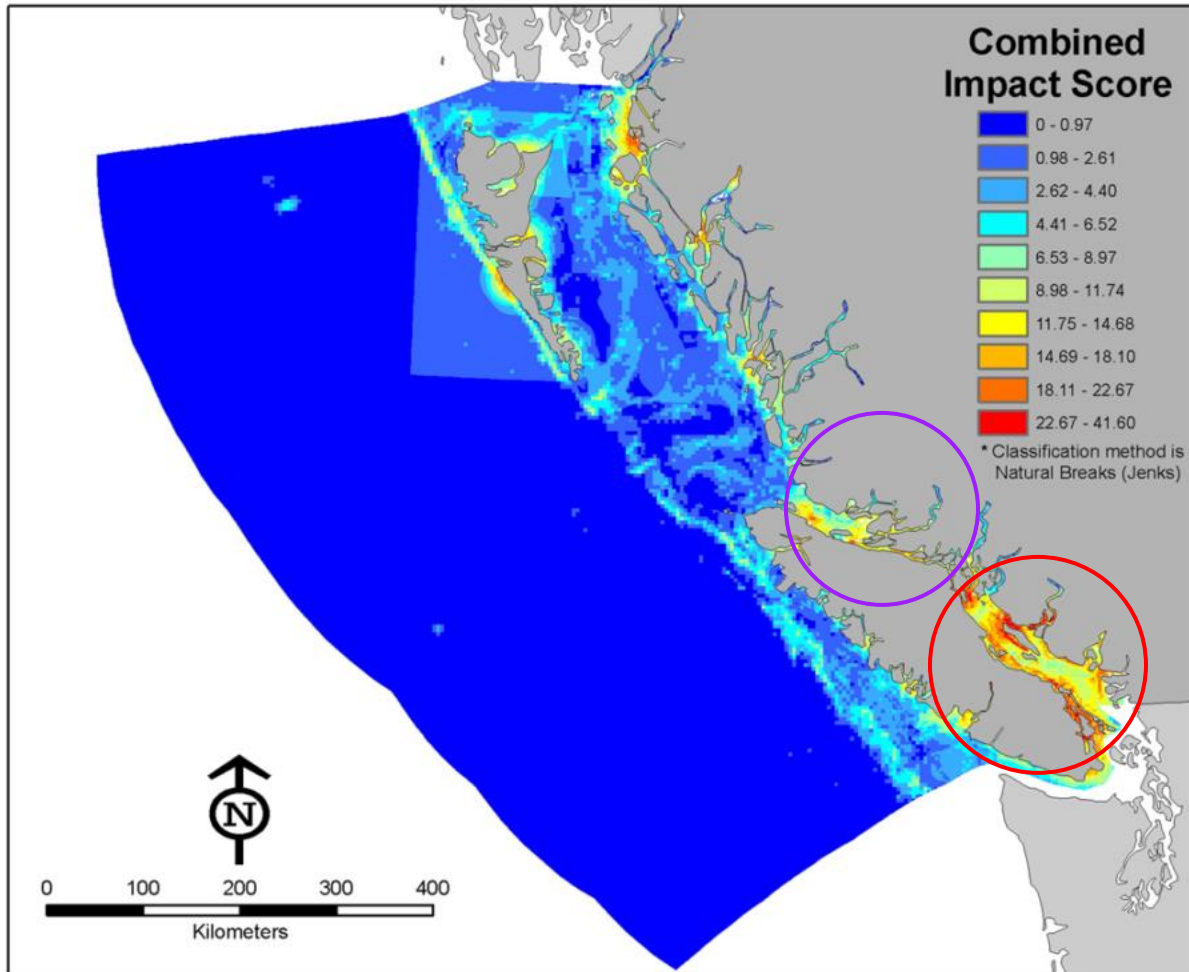 Combined
Impact Score
0 - 0.97
0.98 - 2.61
2.62 - 4.40
4.41 - 6.52
6.53 - 8.97
8.98 - 11.74
11.75 - 14.68
14.69 - 18.10
18.11 - 22.67
22.67 - 41.60
* Classification method is
Natural Breaks (Jenks)
N
0 100 200 300 400
Kilometers